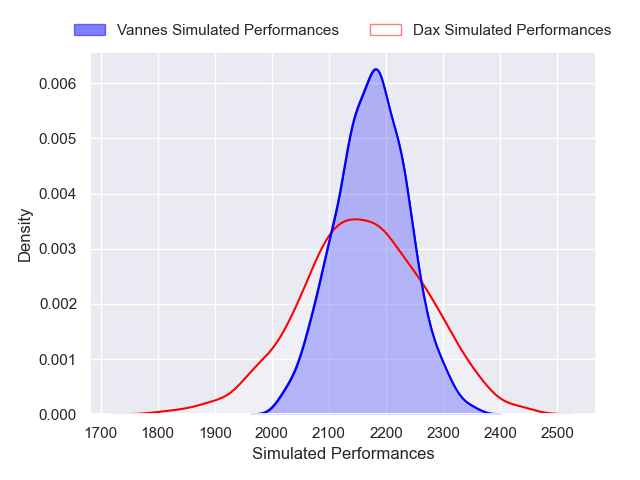 Vannes Simulated Performances Dax Simulated Performances
0.006
0.005
0.004
0.003
0.002
0.001
0.000
Density
1700 1800 1900 2000 2100 2200 2300 2400 2500
Simulated Performances